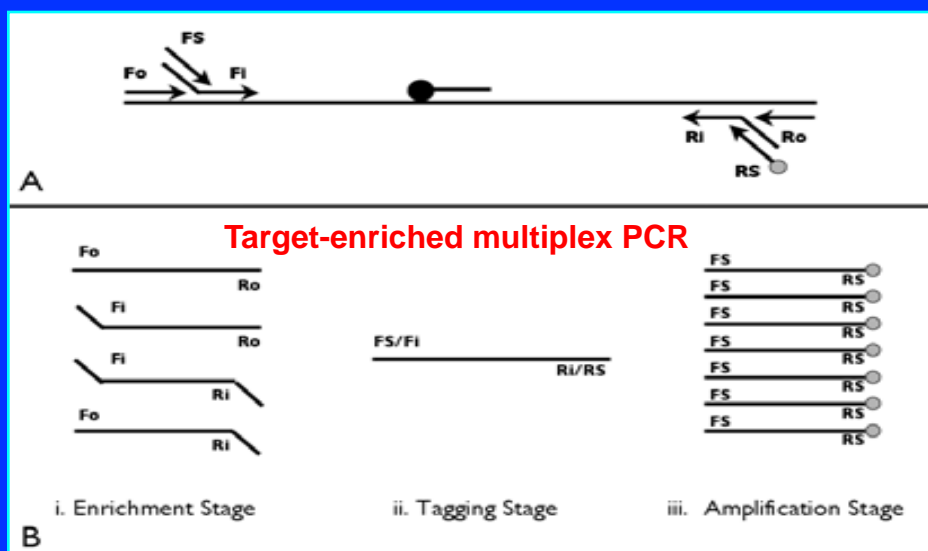 FS
Fo
Fi
Ri
Ro
RS
A
Target-enriched multiplex PCR
Fo
Ro
Fi
Ro
Fi
Ri
Fo
Ri
i. Enrichment Stage
FS/Fi
Ri/RS
ii. Tagging Stage
FS
RS
FS
RS
FS
RS
FS
RS
FS
RS
FS
RS
FS
RS
iii. Amplification Stage
B